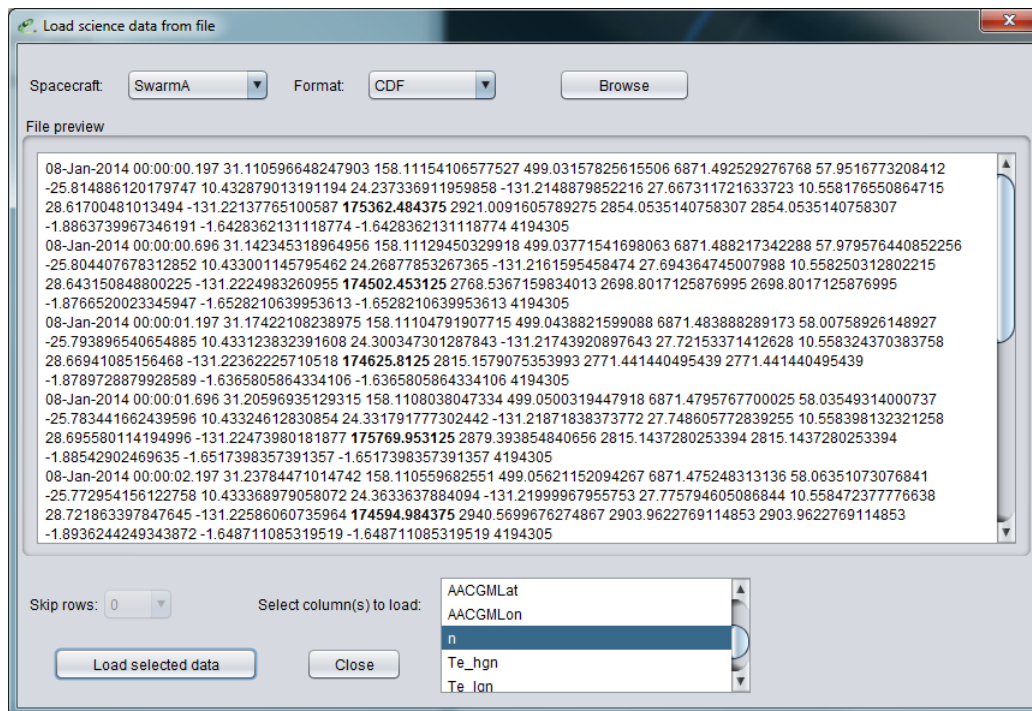 Load science data from file
Spacecraft: SwarmA Format: CDF Browse
File preview
08-Jan-2014 00:00:00.197 31.110596648247903 158.11154106577527 499.03157825615506 6871.492529276768 57.9516773208412
-25.814886120179747 10.432879013191194 24.237336911959858 -131.2148879852216 27.667311721633723 10.558176550864715
28.61700481013494 -131.22137765100587 175362.484375 2921.0091605789275 2854.0535140758307 2854.0535140758307
-1.8863739967346191 -1.6428362131118774 -1.6428362131118774 4194305
08-Jan-2014 00:00:00.696 31.142345318964956 158.11129450329918 499.03771541698063 6871.488217342288 57.979576440852256
-25.804407678312852 10.433001145795462 24.26877853267365 -131.2161595458474 27.694364745007988 10.558250312802215
28.643150848800225 -131.2224983260955 174502.453125 2768.5367159834013 2698.8017125876995 2698.8017125876995
-1.8766520023345947 -1.6528210639953613 -1.6528210639953613 4194305
08-Jan-2014 00:00:01.197 31.17422108238975 158.11104791907715 499.0438821599088 6871.483888289173 58.00758926148927
-25.793896540654885 10.433123832391608 24.300347301287843 -131.21743920897643 27.72153371412628 10.558324370383758
28.66941085156468 -131.22362225710518 174625.8125 2815.1579075353993 2771.441440495439 2771.441440495439
-1.8789728879928589 -1.6365805864334106 -1.6365805864334106 4194305
08-Jan-2014 00:00:01.696 31.20596935129315 158.1108038047334 499.0500319447918 6871.4795767700025 58.03549314000737
-25.783441662439596 10.43324612830854 24.331791777302442 -131.21871838373772 27.748605772839255 10.558398132321258
28.695580114194996 -131.22473980181877 175769.953125 2879.393854840656 2815.1437280253394 2815.1437280253394
-1.88542902469635 -1.6517398357391357 -1.6517398357391357 4194305
08-Jan-2014 00:00:02.197 31.23784471014742 158.110559682551 499.05621152094267 6871.475248313136 58.06351073076841
-25.772954156122758 10.433368979058072 24.3633637884094 -131.21999967955753 27.775794605086844 10.558472377776638
28.721863397847645 -131.22586060735964 174594.984375 2940.5699676274867 2903.9622769114853 2903.9622769114853
-1.8936244249343872 -1.648711085319519 -1.648711085319519 4194305
Skip rows: 0 Select column(s) to load:
AACGMLat
AACGMLon
n
Te_hgn
Te_lgn
Load selected data Close